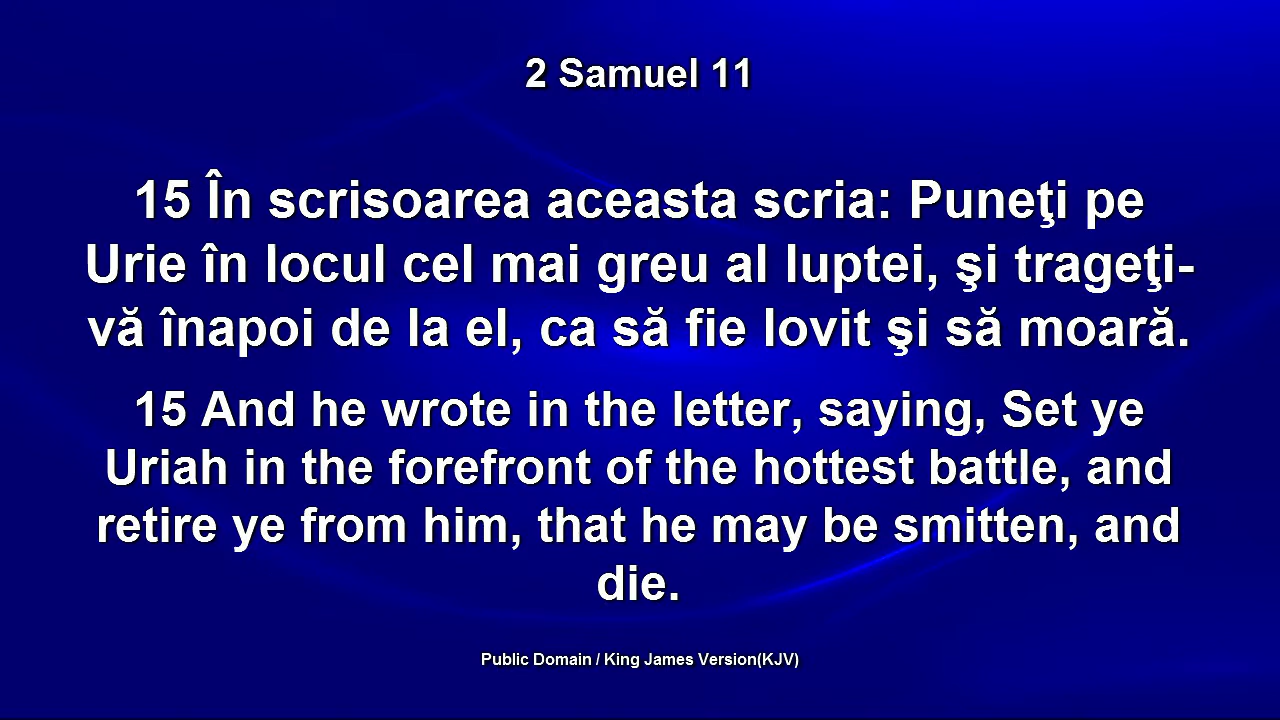 2 Samuel 11
15 În scrisoarea aceasta scria: Puneţi pe
Urie în locul cel mai greu al luptei, şi trageţi-
vă înapoi de la el, ca să fie lovit şi să moară.
15 And he wrote in the letter, saying, Set ye
Uriah in the forefront of the hottest battle, and
retire ye from him, that he may be smitten, and
die.
Public Domain / King James Version(KJV)